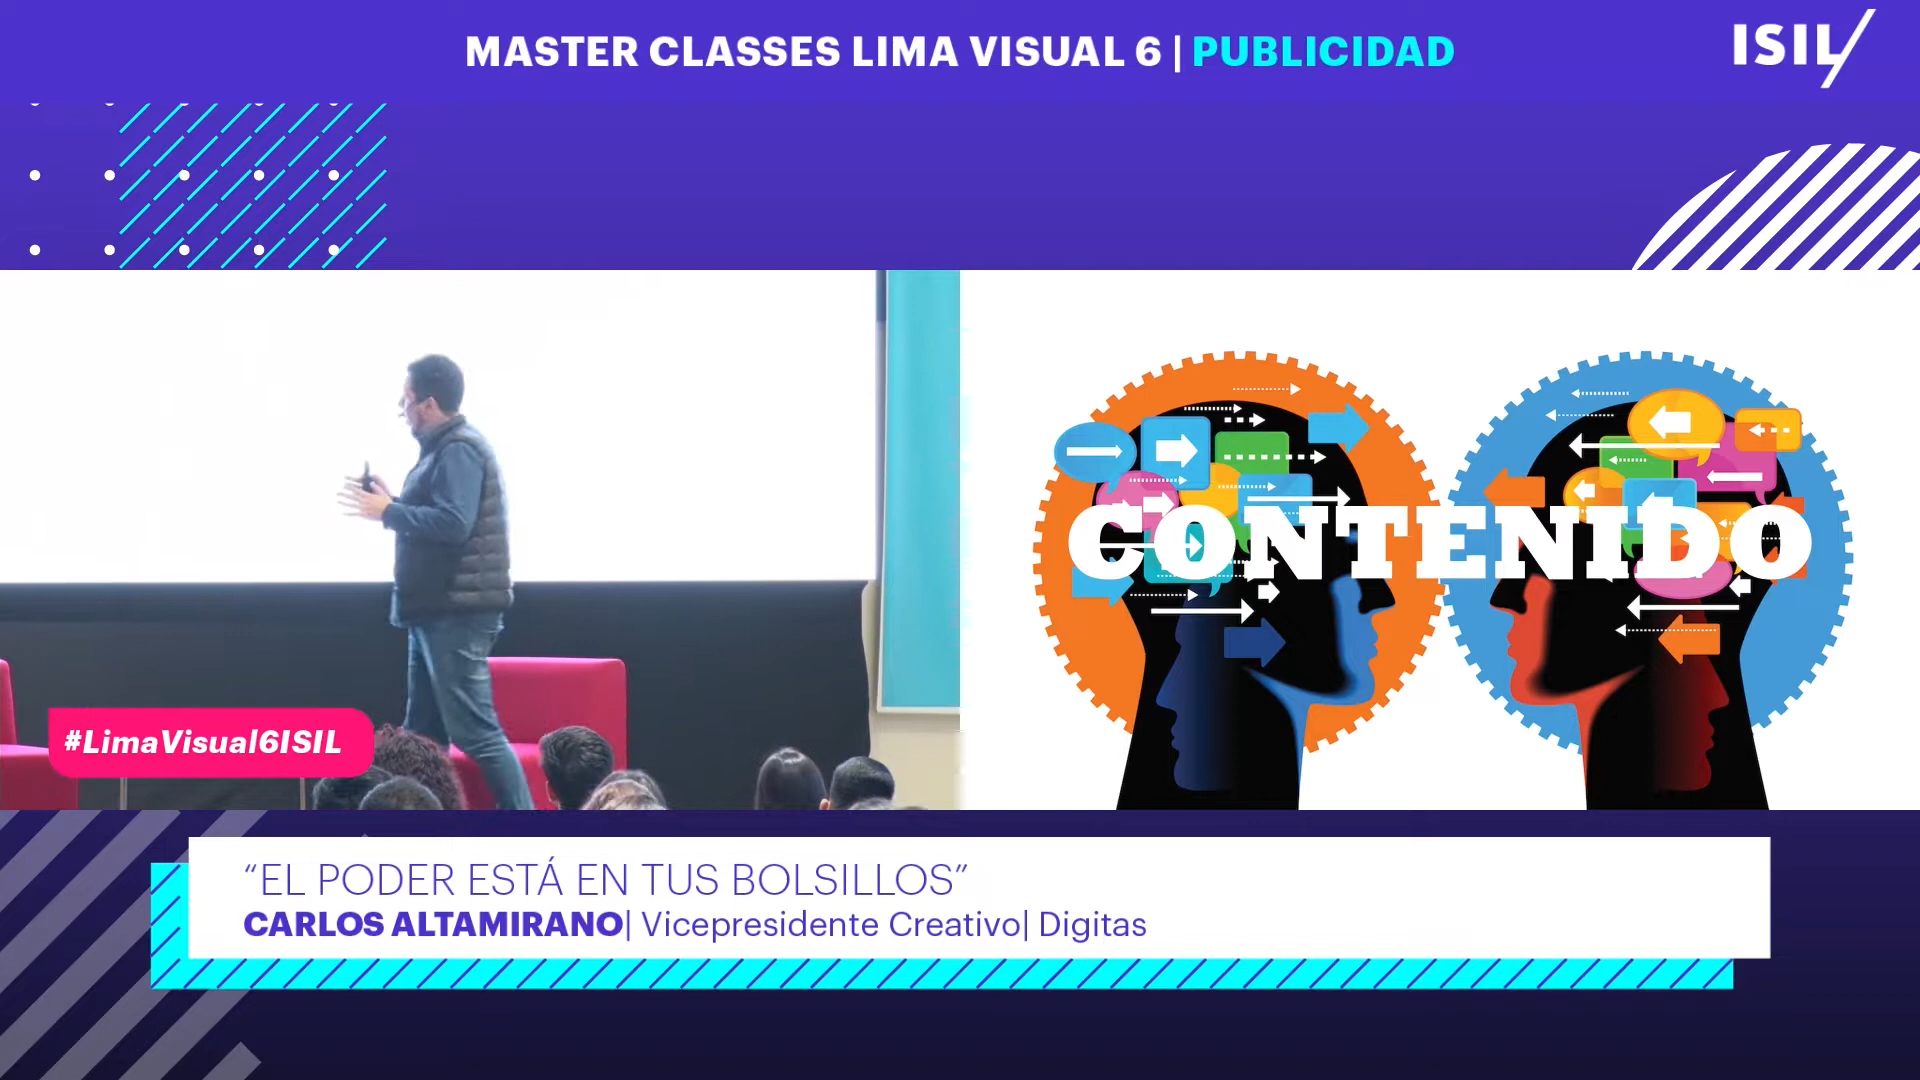 MASTER CLASSES LIMA VISUAL 6 | PUBLICIDAD
ISIL
CONTENIDO
#LimaVisual6ISIL
“EL PODER ESTÁ EN TUS BOLSILLOS”
CARLOS ALTAMIRANO| Vicepresidente Creativo| Digitas